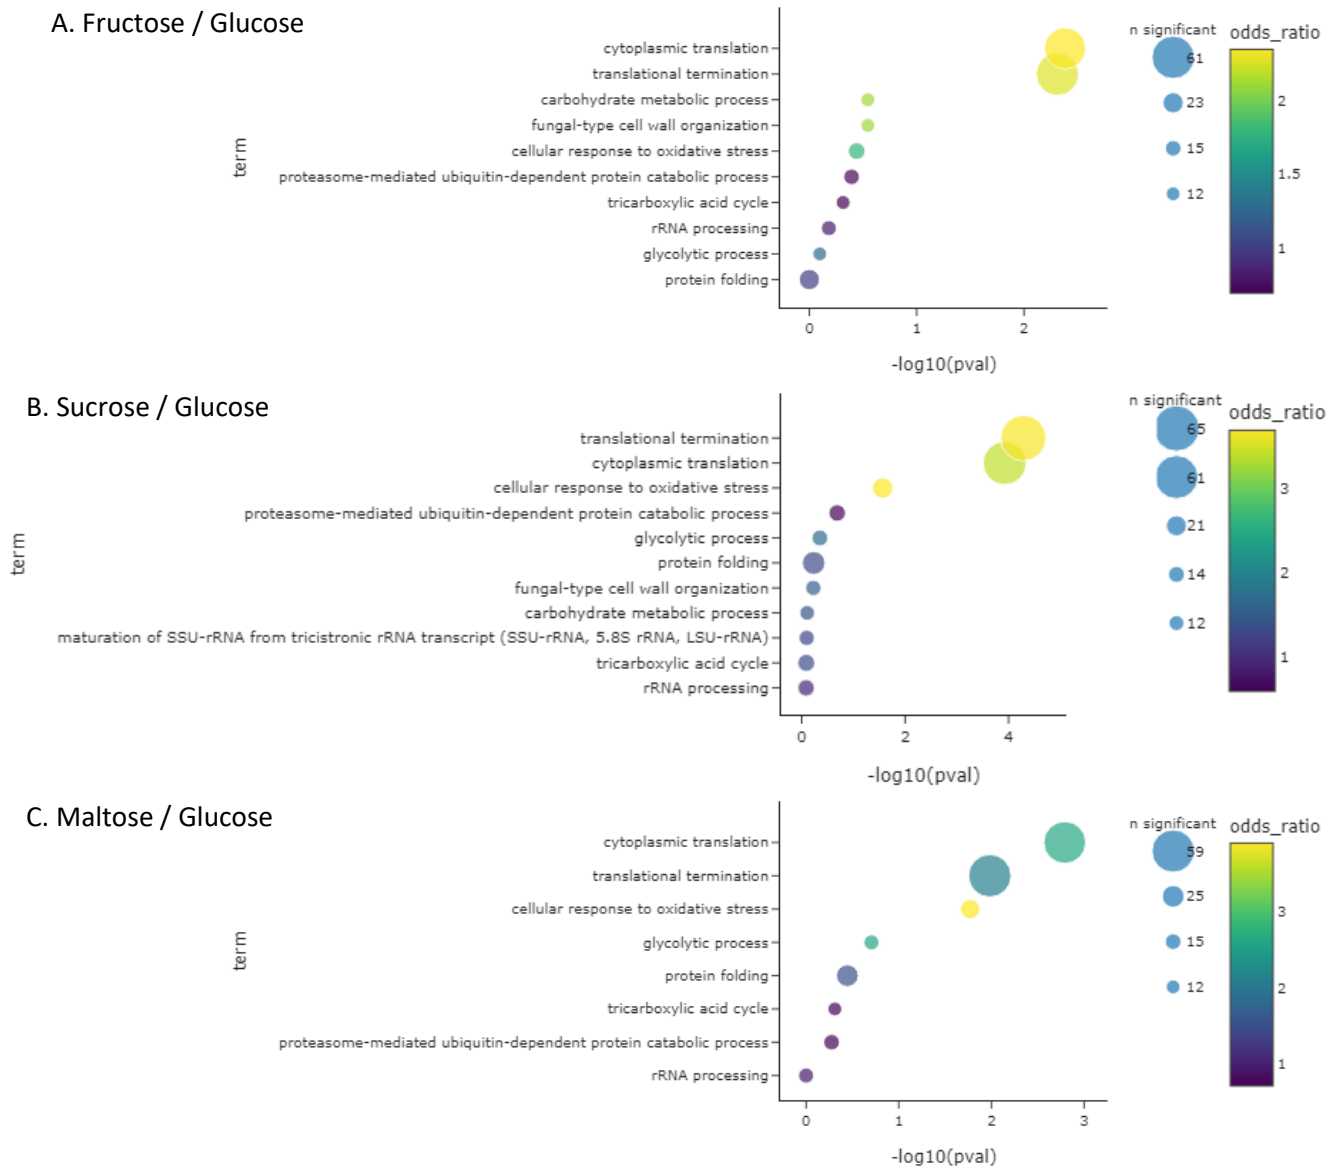 A. Fructose / Glucose
term
cytoplasmic translation
translational termination
carbohydrate metabolic process
fungal-type cell wall organization
cellular response to oxidative stress
proteasome-mediated ubiquitin-dependent protein catabolic process
tricarboxylic acid cycle
rRNA processing
glycolytic process
protein folding
0 1 2
-log10(pval)
n significant
61
23
15
12
odds_ratio
2
1.5
1
B. Sucrose / Glucose
term
translational termination
cytoplasmic translation
cellular response to oxidative stress
proteasome-mediated ubiquitin-dependent protein catabolic process
glycolytic process
protein folding
fungal-type cell wall organization
carbohydrate metabolic process
maturation of SSU-rRNA from tricistronic rRNA transcript (SSU-rRNA, 5.8S rRNA, LSU-rRNA)
tricarboxylic acid cycle
rRNA processing
0 2 4
-log10(pval)
n significant
65
61
21
14
12
odds_ratio
3
2
1
C. Maltose / Glucose
term
cytoplasmic translation
translational termination
cellular response to oxidative stress
glycolytic process
protein folding
tricarboxylic acid cycle
proteasome-mediated ubiquitin-dependent protein catabolic process
rRNA processing
0 1 2 3
-log10(pval)
n significant
59
25
15
12
odds_ratio
3
2
1